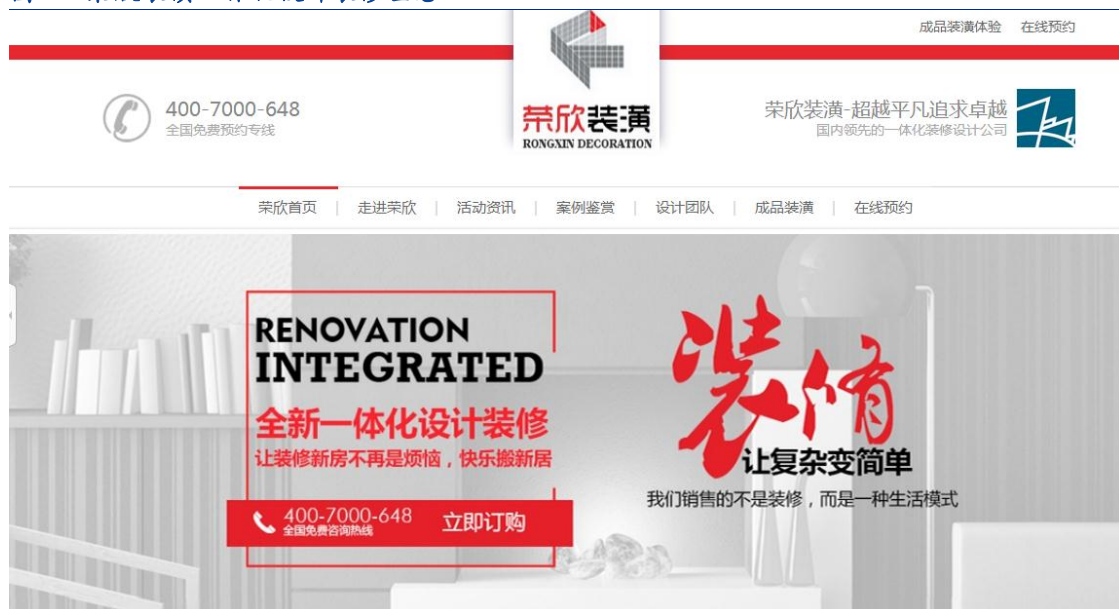 成品装潢体验 在线预约
400-7000-648
全国免费预约专线
荣欣装潢
RONGXIN DECORATION
荣欣装潢-超越平凡追求卓越
国内领先的一体化装修设计公司
荣欣首页 | 走进荣欣 | 活动资讯 | 案例鉴赏 | 设计团队 | 成品装潢 | 在线预约
RENOVATION
INTEGRATED
全新一体化设计装修
让装修新房不再是烦恼，快乐搬新居
400-7000-648
全国免费咨询热线
立即订购
装修
让复杂变简单
我们销售的不是装修，而是一种生活模式